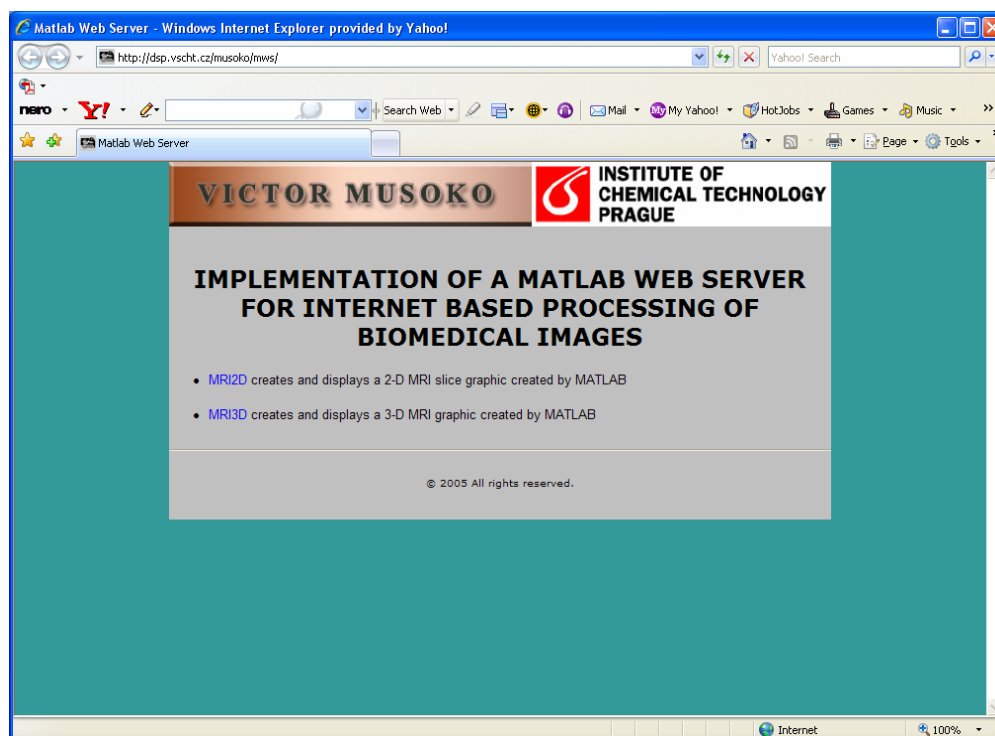 Matlab Web Server - Windows Internet Explorer provided by Yahoo!
http://dsp.vscht.cz/musoko/mws/
Yahoo! Search
nero Y! Search Web Mail My Yahoo! HotJobs Games Music »
Matlab Web Server Page Tools
VICTOR MUSOKO
INSTITUTE OF
CHEMICAL TECHNOLOGY
PRAGUE
IMPLEMENTATION OF A MATLAB WEB SERVER
FOR INTERNET BASED PROCESSING OF
BIOMEDICAL IMAGES
• MRI2D creates and displays a 2-D MRI slice graphic created by MATLAB
• MRI3D creates and displays a 3-D MRI graphic created by MATLAB
© 2005 All rights reserved.
Internet 100%